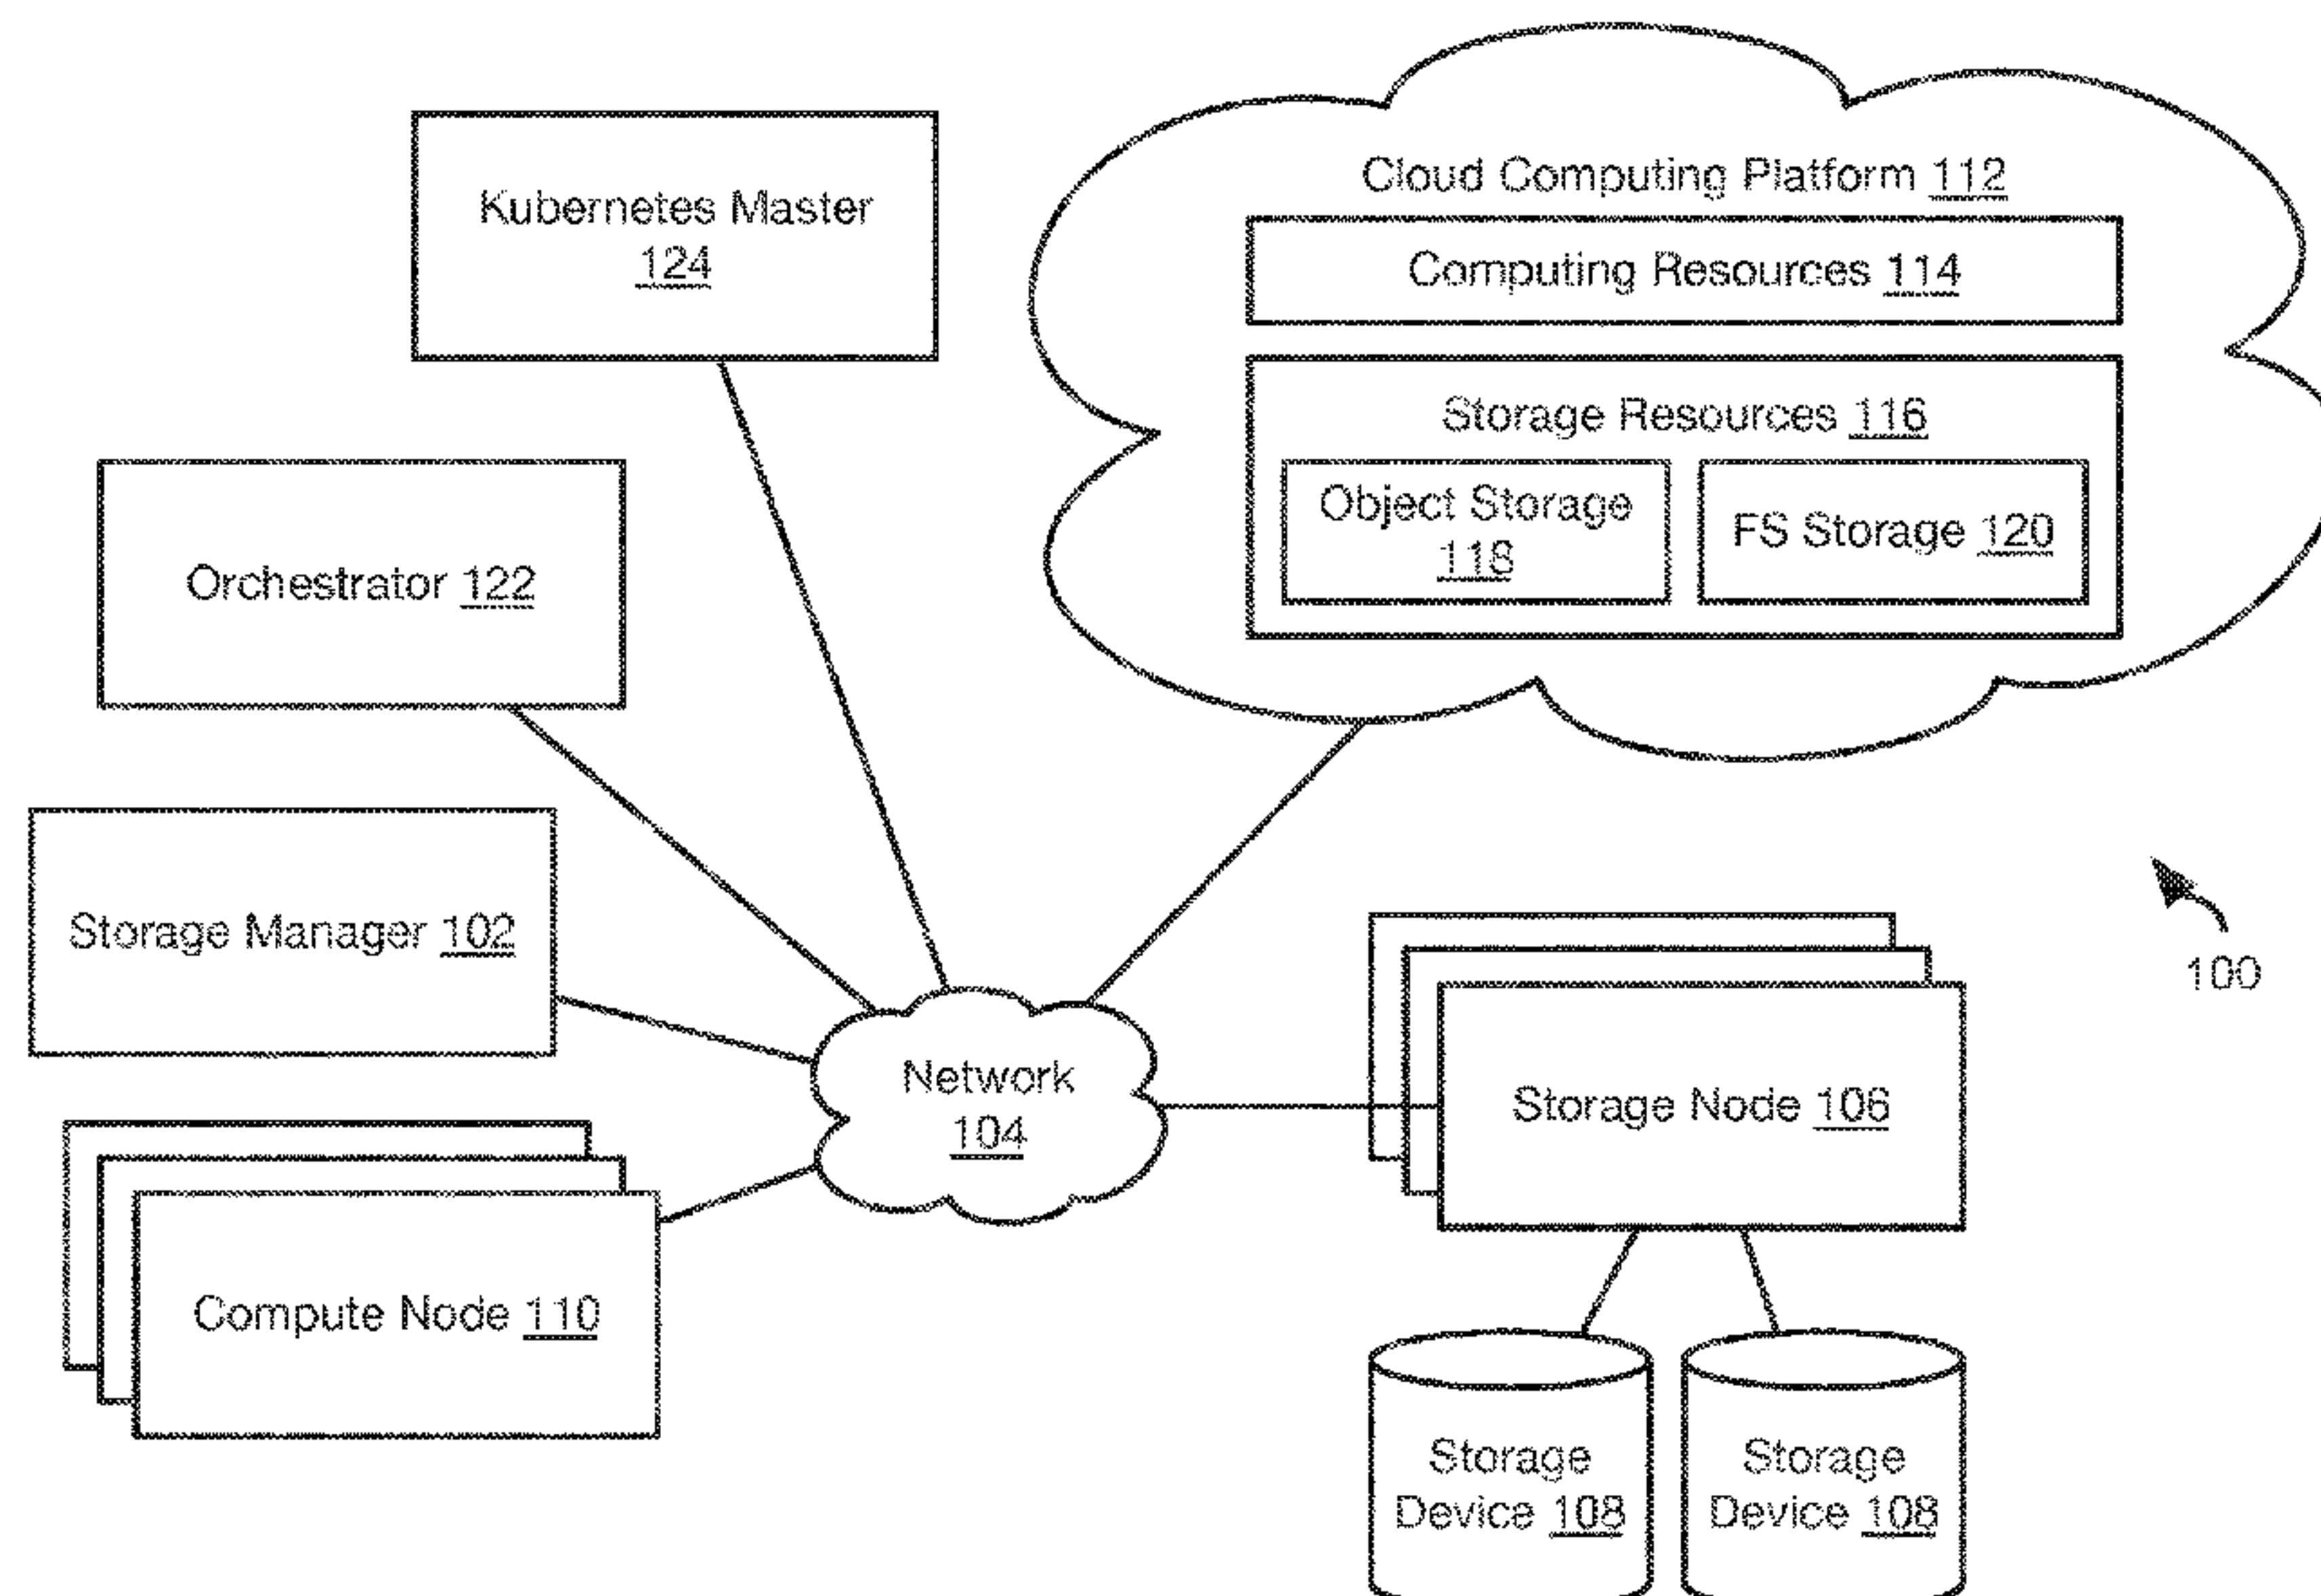 Kubernetes Master
124
Cloud Computing Platform 112
Computing Resources 114
Storage Resources 116
Object Storage
118
FS Storage 120
Orchestrator 122
Storage Manager 102
100
Network
104
Storage Node 106
Compute Node 110
Storage
Device 108
Storage
Device 108